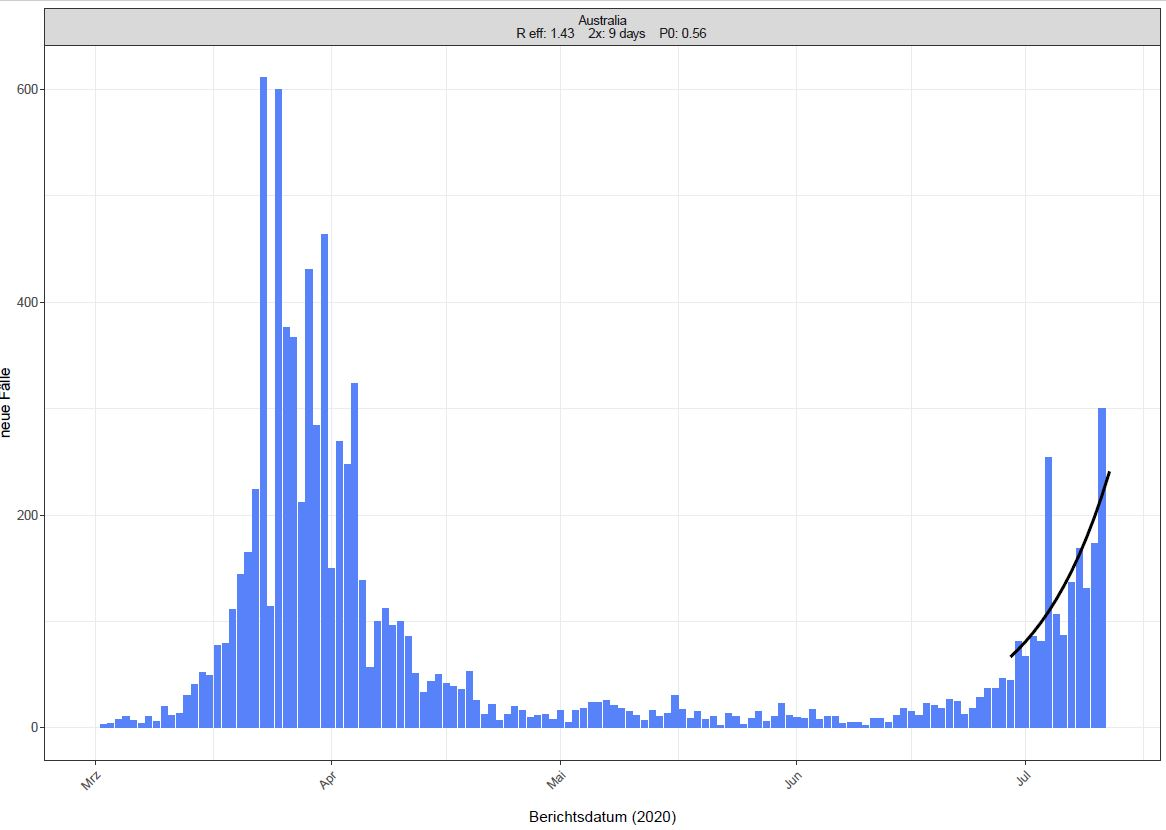 Australia
R eff: 1.43 2x: 9 days P0: 0.56
600
400
200
0
neue Fälle
Mrz
Apr
Mai
Jun
Jul
Berichtsdatum (2020)